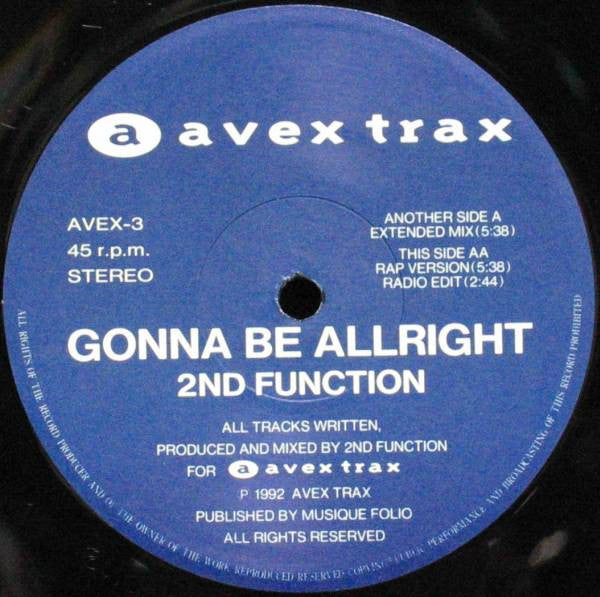 a avex trax
AVEX-3
45 r.p.m.
STEREO
ANOTHER SIDE A
EXTENDED MIX (5:38)
THIS SIDE AA
RAP VERSION (5:38)
RADIO EDIT (2:44)
GONNA BE ALLRIGHT
2ND FUNCTION
ALL TRACKS WRITTEN,
PRODUCED AND MIXED BY 2ND FUNCTION
FOR a avex trax
P 1992 AVEX TRAX
PUBLISHED BY MUSIQUE FOLIO
ALL RIGHTS RESERVED
ALL RIGHTS OF THE RECORD PRODUCER AND OF THE OWNER OF THE WORK REPRODUCED RESERVED PUBLIC PERFORMANCE AND BROADCASTING OF THIS RECORD PROHIBITED